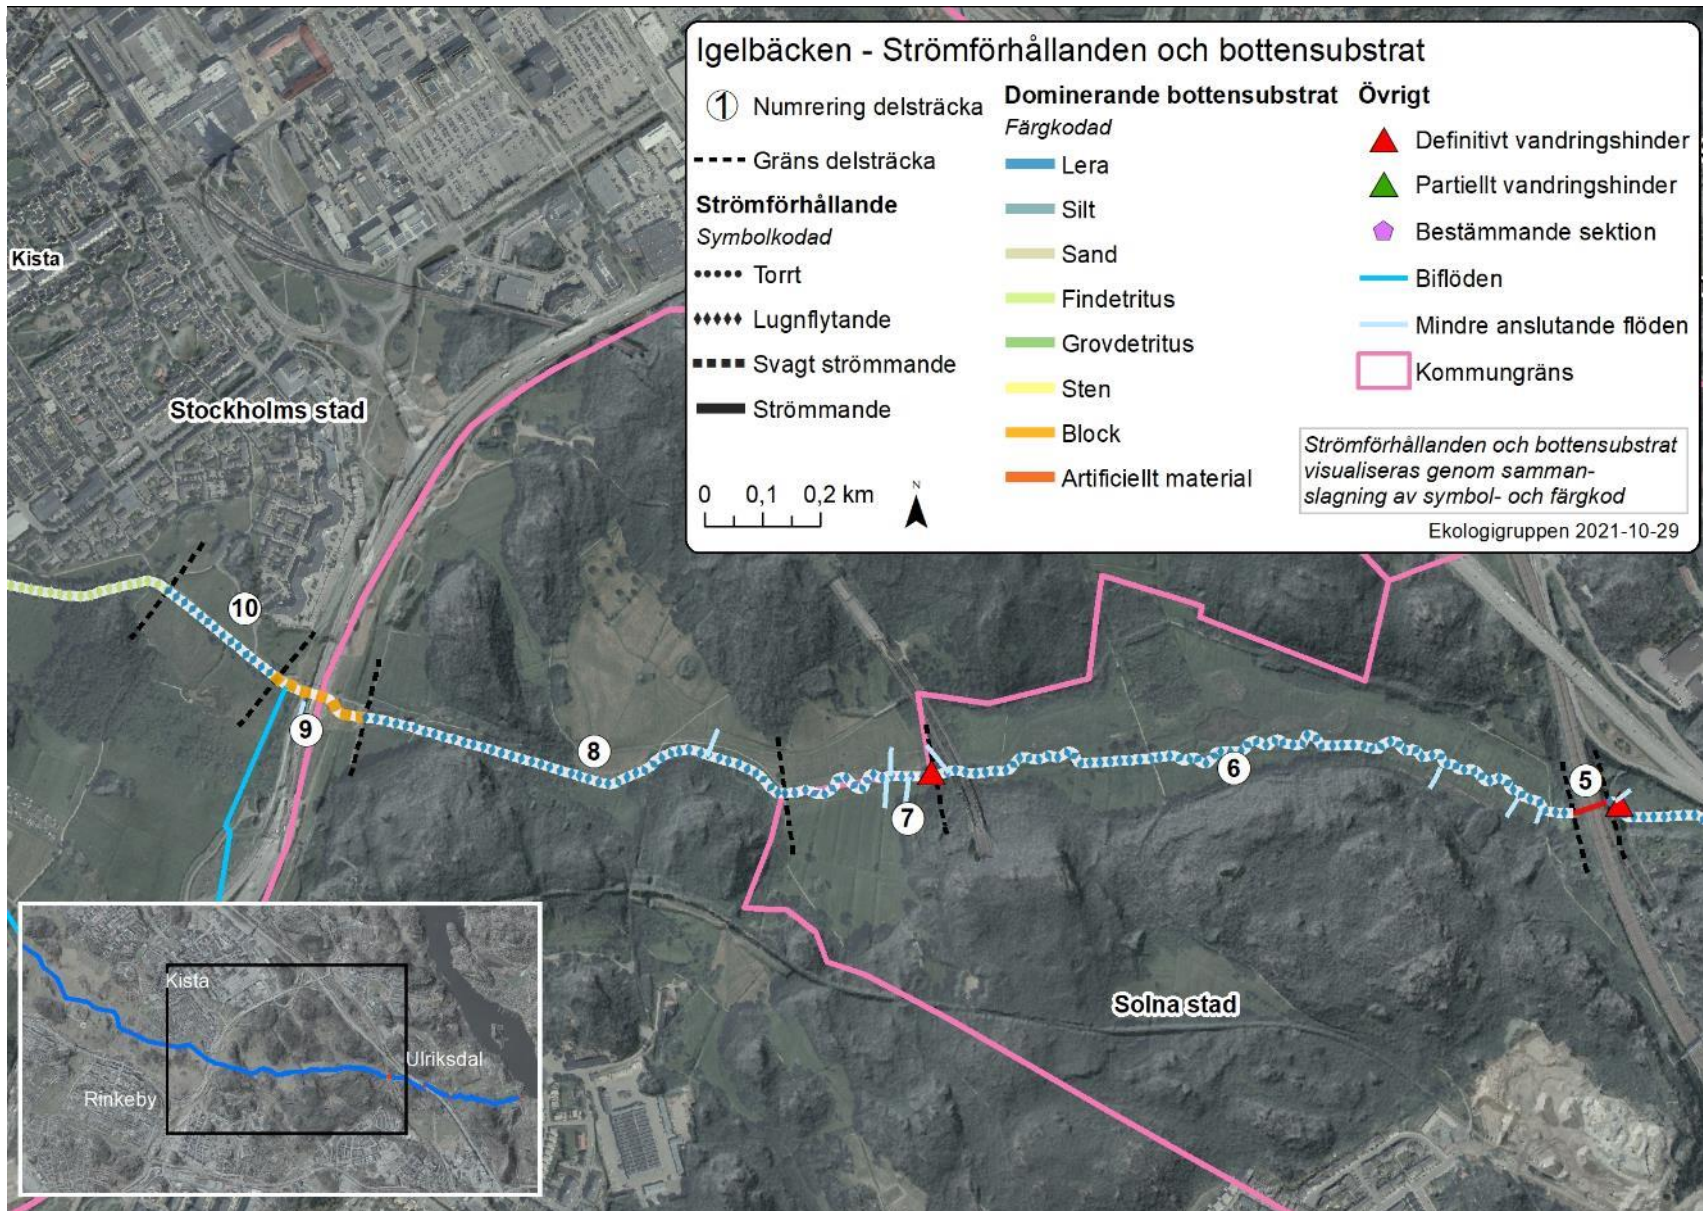 Igelbäcken - Strömförhållanden och bottensubstrat
1 Numrering delsträcka
Gräns delsträcka
Strömförhållande
Symbolkodad
Torrt
Lugnflytande
Svagt strömmande
Strömmande
0 0,1 0,2 km
N
Dominerande bottensubstrat
Färgkodad
Lera
Silt
Sand
Findetritus
Grovdetritus
Sten
Block
Artificiellt material
Övrigt
Definitivt vandringshinder
Partiellt vandringshinder
Bestämmande sektion
Biflöden
Mindre anslutande flöden
Kommungräns
Strömförhållanden och bottensubstrat
visualiseras genom samman-
slagning av symbol- och färgkod
Ekologigruppen 2021-10-29
Kista
Stockholms stad
10
9
8
7
6
5
Solna stad
Kista
Ulriksdal
Rinkeby